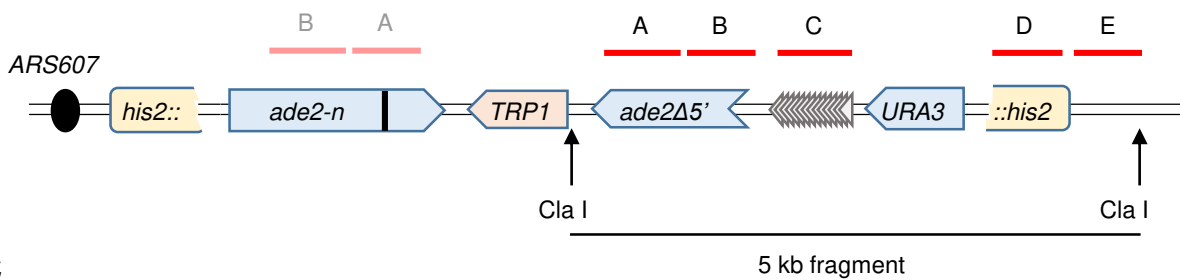 B A A B C D E
ARS607
his2:: ade2-n TRP1 ade2Δ5’ URA3 ::his2
Cla I Cla I
5 kb fragment